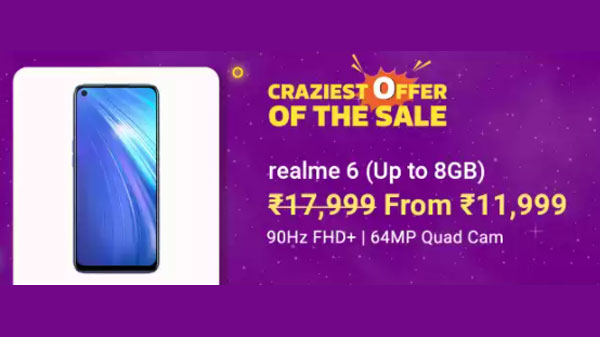 CRAZIEST OFFER
OF THE SALE
realme 6 (Up to 8GB)
₹17,999 From ₹11,999
90Hz FHD+ | 64MP Quad Cam